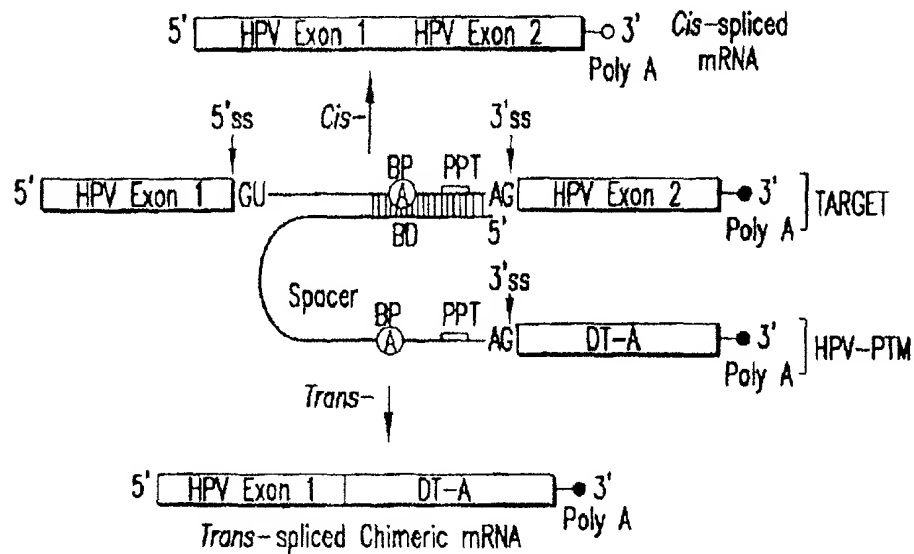 5' HPV Exon 1 HPV Exon 2 3' Cis-spliced
Poly A mRNA
5'ss Cis- 3'ss
BP PPT
5' HPV Exon 1 GU A AG HPV Exon 2 3' TARGET
BD 5' Poly A
Spacer 3'ss
BP PPT
A AG DT-A 3' HPV-PTM
Poly A
Trans-
5' HPV Exon 1 DT-A 3'
Trans-spliced Chimeric mRNA Poly A